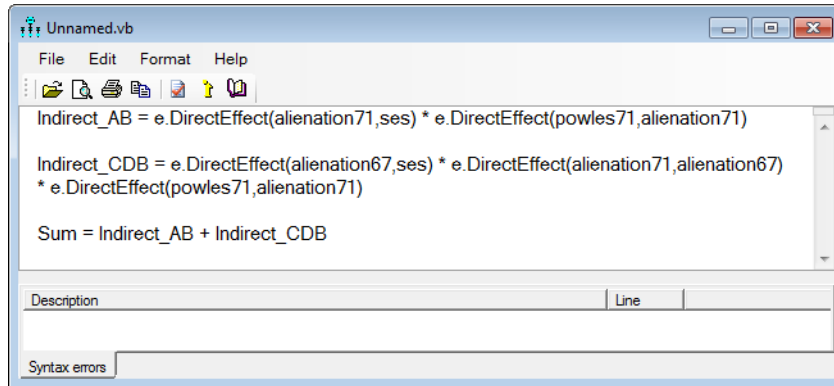 Unnamed.vb
File Edit Format Help
Indirect_AB = e.DirectEffect(alienation71,ses) * e.DirectEffect(powles71,alienation71)
Indirect_CDB = e.DirectEffect(alienation67,ses) * e.DirectEffect(alienation71,alienation67)
* e.DirectEffect(powles71,alienation71)
Sum = Indirect_AB + Indirect_CDB
Description Line
Syntax errors